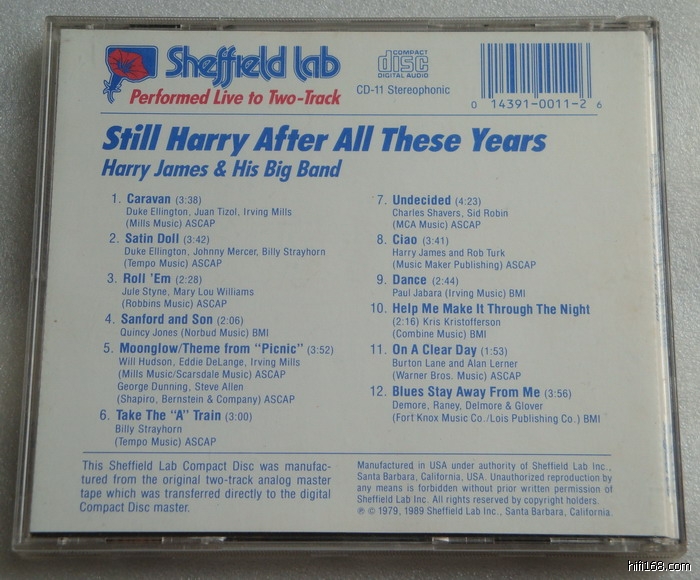 Sheffield Lab
Performed Live to Two-Track
COMPACT
disc
DIGITAL AUDIO
CD-11 Stereophonic
0 14391-0011-2 6
Still Harry After All These Years
Harry James & His Big Band
1. Caravan (3:38)
Duke Ellington, Juan Tizol, Irving Mills
(Mills Music) ASCAP
2. Satin Doll (3:42)
Duke Ellington, Johnny Mercer, Billy Strayhorn
(Tempo Music) ASCAP
3. Roll 'Em (2:28)
Jule Styne, Mary Lou Williams
(Robbins Music) ASCAP
4. Sanford and Son (2:06)
Quincy Jones (Norbud Music) BMI
5. Moonglow/Theme from "Picnic" (3:52)
Will Hudson, Eddie DeLange, Irving Mills
(Mills Music/Scarsdale Music) ASCAP
George Dunning, Steve Allen
(Shapiro, Bernstein & Company) ASCAP
6. Take The "A" Train (3:00)
Billy Strayhorn
(Tempo Music) ASCAP
7. Undecided (4:23)
Charles Shavers, Sid Robin
(MCA Music) ASCAP
8. Ciao (3:41)
Harry James and Rob Turk
(Music Maker Publishing) ASCAP
9. Dance (2:44)
Paul Jabara (Irving Music) BMI
10. Help Me Make It Through The Night
(2:16) Kris Kristofferson
(Combine Music) BMI
11. On A Clear Day (1:53)
Burton Lane and Alan Lerner
(Warner Bros. Music) ASCAP
12. Blues Stay Away From Me (3:56)
Demore, Raney, Delmore & Glover
(Fort Knox Music Co./Lois Publishing Co.) BMI
This Sheffield Lab Compact Disc was manufac-
tured from the original two-track analog master
tape which was transferred directly to the digital
Compact Disc master.
Manufactured in USA under authority of Sheffield Lab Inc.,
Santa Barbara, California, USA. Unauthorized reproduction by
any means is forbidden without prior written permission of
Sheffield Lab Inc. All rights reserved by copyright holders.
℗ © 1979, 1989 Sheffield Lab Inc., Santa Barbara, California.
hifi168.com